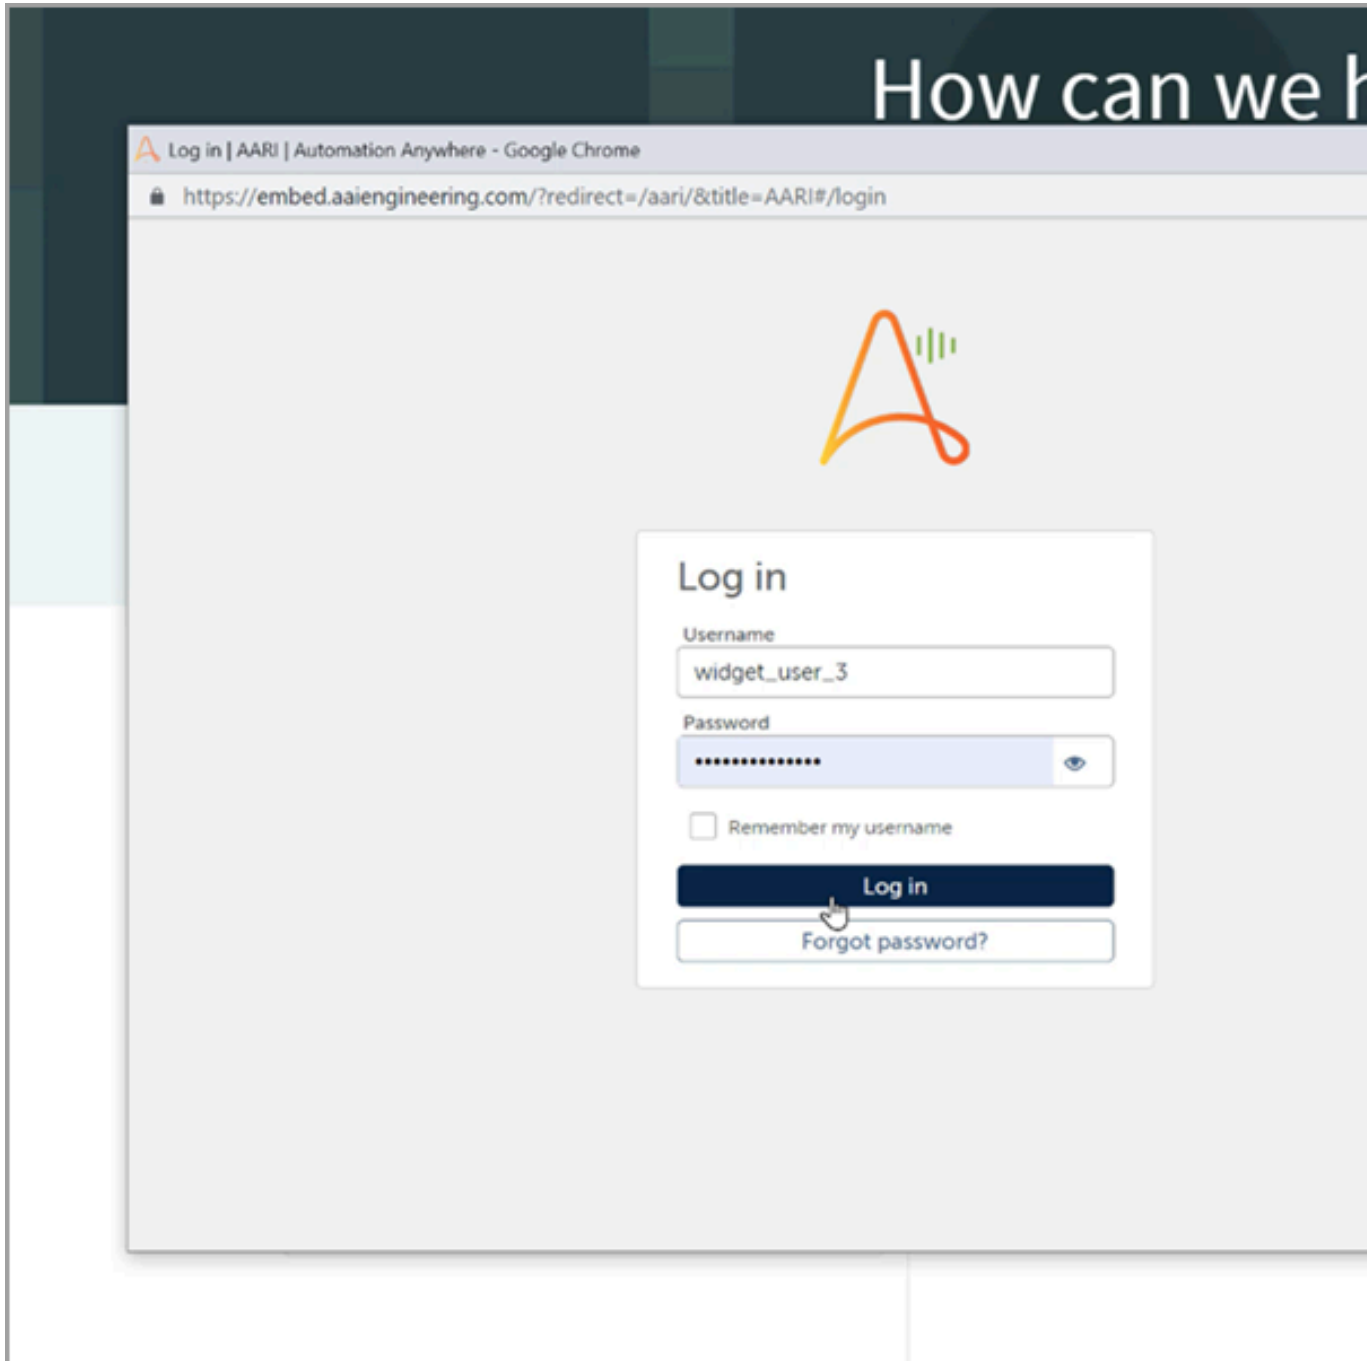 How can we h
Log in | AARI | Automation Anywhere - Google Chrome
https://embed.aaiengineering.com/?redirect=/aari/&title=AARI#/login
Log in
Username
widget_user_3
Password
••••••••••••••
Remember my username
Log in
Forgot password?